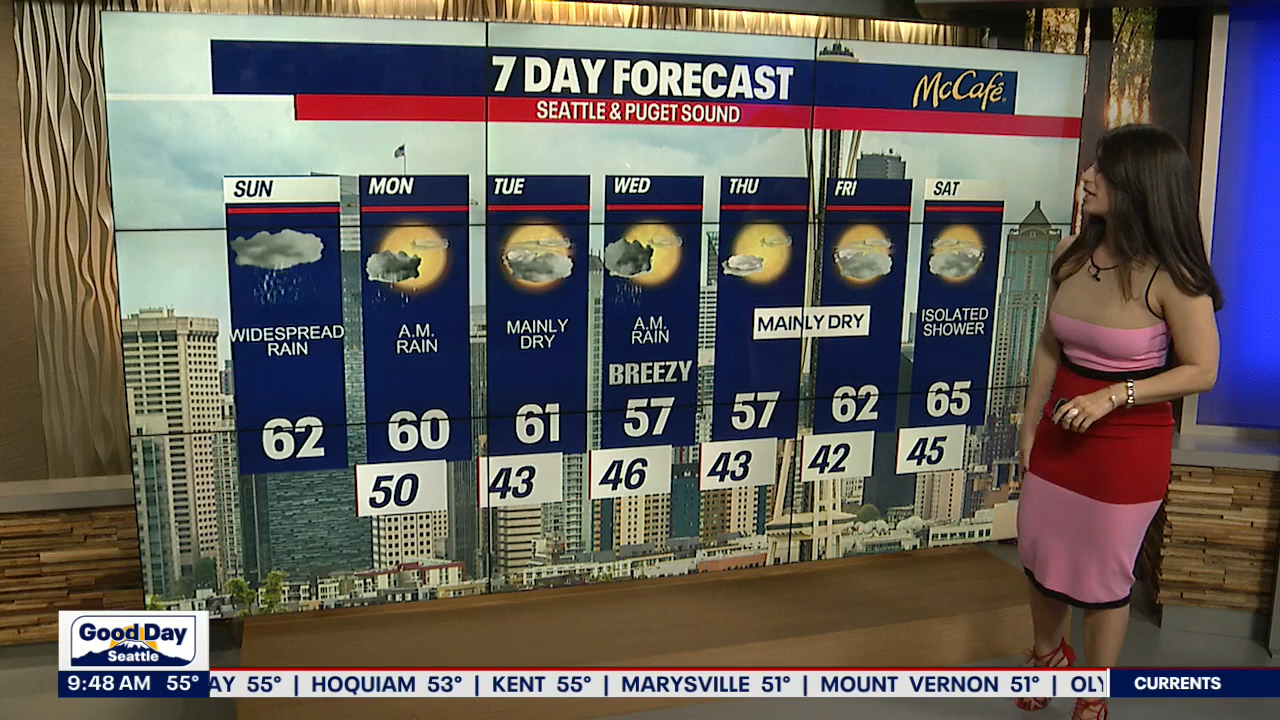 7 DAY FORECAST
SEATTLE & PUGET SOUND
McCafé
SUN
WIDESPREAD
RAIN
62
MON
A.M.
RAIN
60
50
TUE
MAINLY
DRY
61
43
WED
A.M.
RAIN
BREEZY
57
46
THU
57
43
MAINLY DRY
FRI
62
42
SAT
ISOLATED
SHOWER
65
45
Good Day
Seattle
9:48 AM 55°
AY 55° | HOQUIAM 53° | KENT 55° | MARYSVILLE 51° | MOUNT VERNON 51° | OLY
CURRENTS